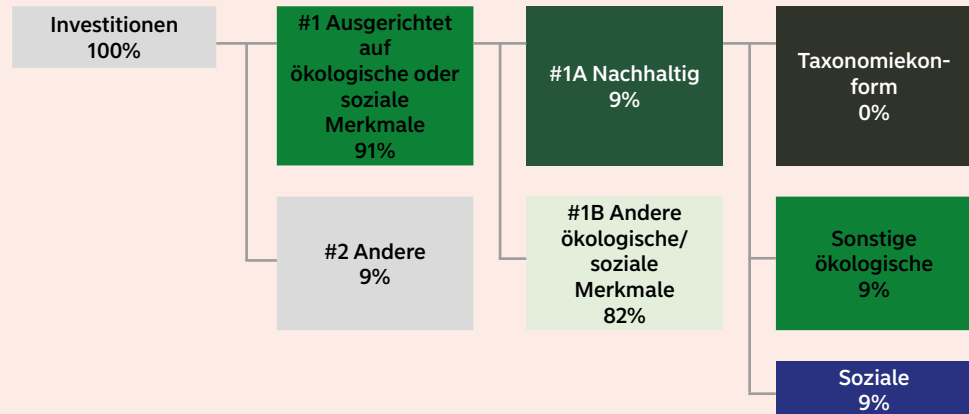 Investitionen
100%
#1 Ausgerichtet
auf
ökologische oder
soziale
Merkmale
91%
#1A Nachhaltig
9%
Taxonomiekon-
form
0%
#2 Andere
9%
#1B Andere
ökologische/
soziale
Merkmale
82%
Sonstige
ökologische
9%
Soziale
9%